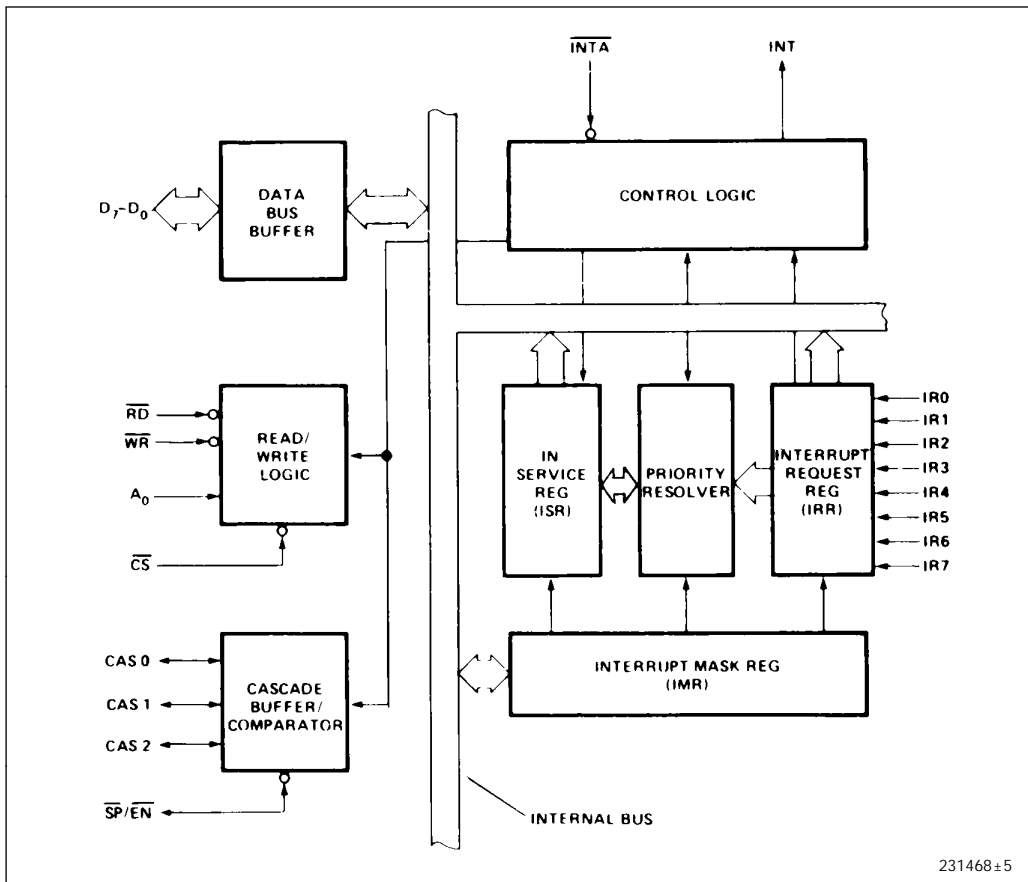 INTA
INT
DATA
BUS
BUFFER
D₇-D₀
CONTROL LOGIC
RD
WR
A₀
CS
READ/
WRITE
LOGIC
IN
SERVICE
REG
(ISR)
PRIORITY
RESOLVER
INTERRUPT
REQUEST
REG
(IRR)
IR0
IR1
IR2
IR3
IR4
IR5
IR6
IR7
CAS 0
CAS 1
CAS 2
SP/EN
CASCADE
BUFFER/
COMPARATOR
INTERRUPT MASK REG
(IMR)
INTERNAL BUS
231468±5